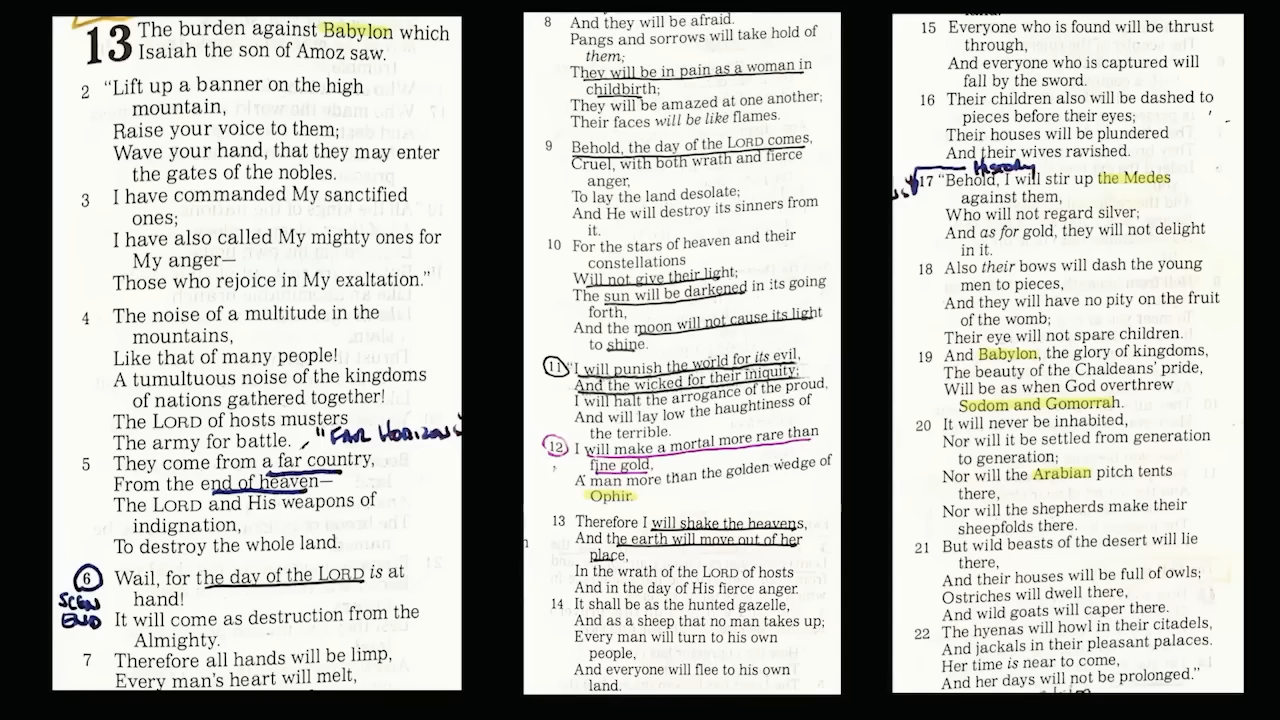 13 The burden against Babylon which
Isaiah the son of Amoz saw.
2 “Lift up a banner on the high
mountain,
Raise your voice to them;
Wave your hand, that they may enter
the gates of the nobles.
3 I have commanded My sanctified
ones;
I have also called My mighty ones for
My anger—
Those who rejoice in My exaltation.”
4 The noise of a multitude in the
mountains,
Like that of many people!
A tumultuous noise of the kingdoms
of nations gathered together!
The LORD of hosts musters
The army for battle. "FAR HORIZONS
5 They come from a far country,
From the end of heaven—
The LORD and His weapons of
indignation,
To destroy the whole land.
6 Wail, for the day of the LORD is at
hand!
SCEN
END
It will come as destruction from the
Almighty.
7 Therefore all hands will be limp,
Every man’s heart will melt,
8 And they will be afraid.
Pangs and sorrows will take hold of
them;
They will be in pain as a woman in
childbirth;
They will be amazed at one another;
Their faces will be like flames.
9 Behold, the day of the LORD comes,
Cruel, with both wrath and fierce
anger,
To lay the land desolate;
And He will destroy its sinners from
it.
10 For the stars of heaven and their
constellations
Will not give their light;
The sun will be darkened in its going
forth,
And the moon will not cause its light
to shine.
11 “I will punish the world for its evil,
And the wicked for their iniquity;
I will halt the arrogance of the proud,
And will lay low the haughtiness of
the terrible.
12 I will make a mortal more rare than
fine gold,
A man more than the golden wedge of
Ophir.
13 Therefore I will shake the heavens,
And the earth will move out of her
place,
In the wrath of the LORD of hosts
And in the day of His fierce anger.
14 It shall be as the hunted gazelle,
And as a sheep that no man takes up;
Every man will turn to his own
people,
And everyone will flee to his own
land.
15 Everyone who is found will be thrust
through,
And everyone who is captured will
fall by the sword.
16 Their children also will be dashed to
pieces before their eyes;
Their houses will be plundered
And their wives ravished.
History
17 “Behold, I will stir up the Medes
against them,
Who will not regard silver;
And as for gold, they will not delight
in it.
18 Also their bows will dash the young
men to pieces,
And they will have no pity on the fruit
of the womb;
Their eye will not spare children.
19 And Babylon, the glory of kingdoms,
The beauty of the Chaldeans’ pride,
Will be as when God overthrew
Sodom and Gomorrah.
20 It will never be inhabited,
Nor will it be settled from generation
to generation;
Nor will the Arabian pitch tents
there,
Nor will the shepherds make their
sheepfolds there.
21 But wild beasts of the desert will lie
there,
And their houses will be full of owls;
Ostriches will dwell there,
And wild goats will caper there.
22 The hyenas will howl in their citadels,
And jackals in their pleasant palaces.
Her time is near to come,
And her days will not be prolonged.”